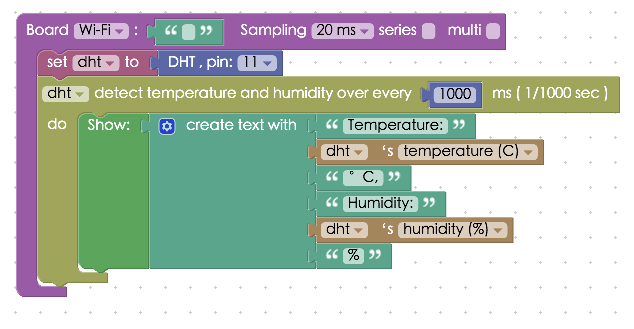 Board Wi-Fi : “ ” Sampling 20 ms series multi
set dht to DHT , pin: 11
dht detect temperature and humidity over every 1000 ms ( 1/1000 sec )
do Show: create text with “ Temperature: ”
dht 's temperature (C)
“ ° C, ”
“ Humidity: ”
dht 's humidity (%)
“ % ”